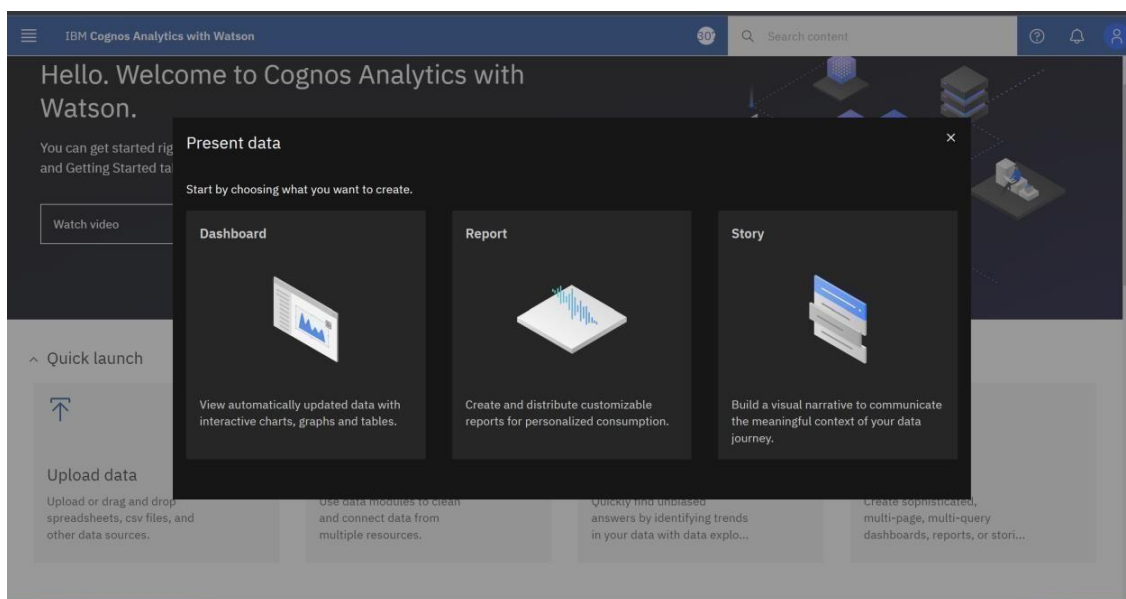 IBM Cognos Analytics with Watson
Search content
Hello. Welcome to Cognos Analytics with
Watson.
You can get started rig
and Getting Started ta
Watch video
Present data
Start by choosing what you want to create.
Dashboard
View automatically updated data with
interactive charts, graphs and tables.
Report
Create and distribute customizable
reports for personalized consumption.
Story
Build a visual narrative to communicate
the meaningful context of your data
journey.
Quick launch
Upload data
Upload or drag and drop
spreadsheets, csv files, and
other data sources.
Use data modules to clean
and connect data from
multiple resources.
Quickly find unbiased
answers by identifying trends
in your data with data explo...
Create sophisticated,
multi-page, multi-query
dashboards, reports, or stori...